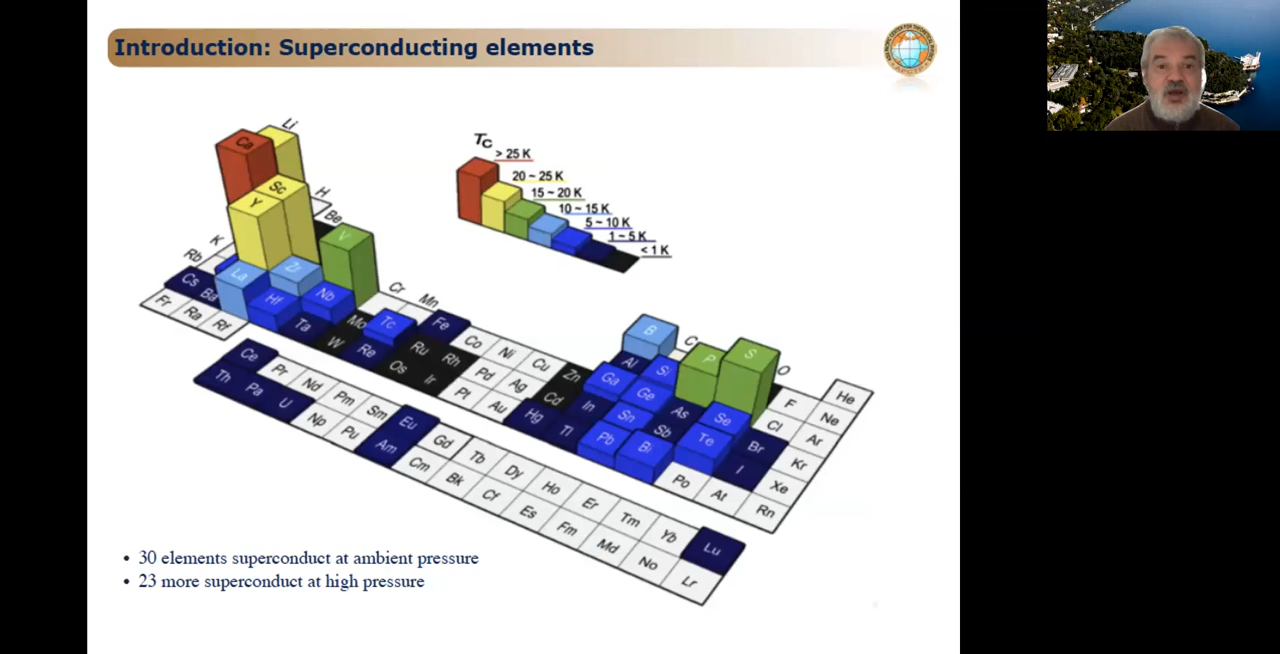 Introduction: Superconducting elements
Li
Ca
Sc
H
Y
Be
K
V
Rb
La
Zr
Cs
Ba
Hf
Nb
Cr
Mn
Fr
Ra
Rf
Ta
Mo
Tc
Fe
W
Re
Ru
Rh
Co
Ni
Cu
Zn
Os
Ir
Pd
Ag
Cd
Pt
Au
Hg
Tc
> 25 K
20 ~ 25 K
15 ~ 20 K
10 ~ 15 K
5 ~ 10 K
1 ~ 5K
< 1 K
B
C
P
S
O
Al
Si
F
He
Ga
Ge
As
Se
Cl
Ne
In
Sn
Sb
Te
Br
Ar
Tl
Pb
Bi
I
Kr
Po
At
Xe
Rn
Ce
Pr
Nd
Pm
Sm
Eu
Gd
Tb
Dy
Ho
Er
Tm
Yb
Lu
Th
Pa
U
Np
Pu
Am
Cm
Bk
Cf
Es
Fm
Md
No
Lr
• 30 elements superconduct at ambient pressure
• 23 more superconduct at high pressure